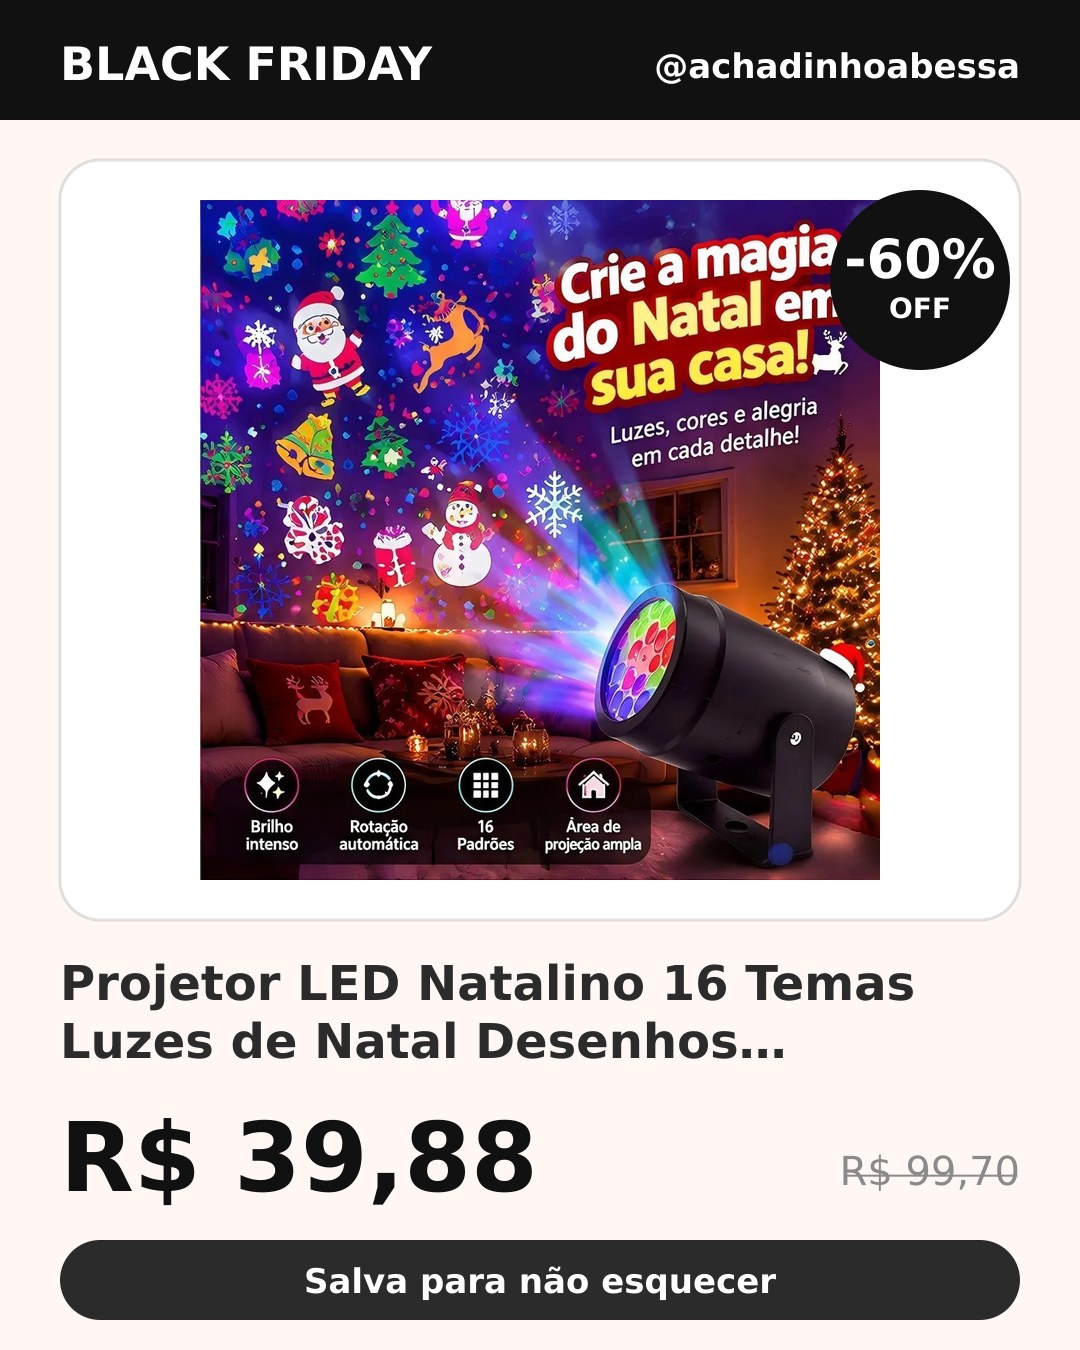 BLACK FRIDAY
@achadinhoabessa
-60%
OFF
Crie a magia
do Natal em
sua casa!
Luzes, cores e alegria
em cada detalhe!
Brilho
intenso
Rotação
automática
16
Padrões
Área de
projeção ampla
Projetor LED Natalino 16 Temas
Luzes de Natal Desenhos...
R$ 39,88
R$ 99,70
Salva para não esquecer